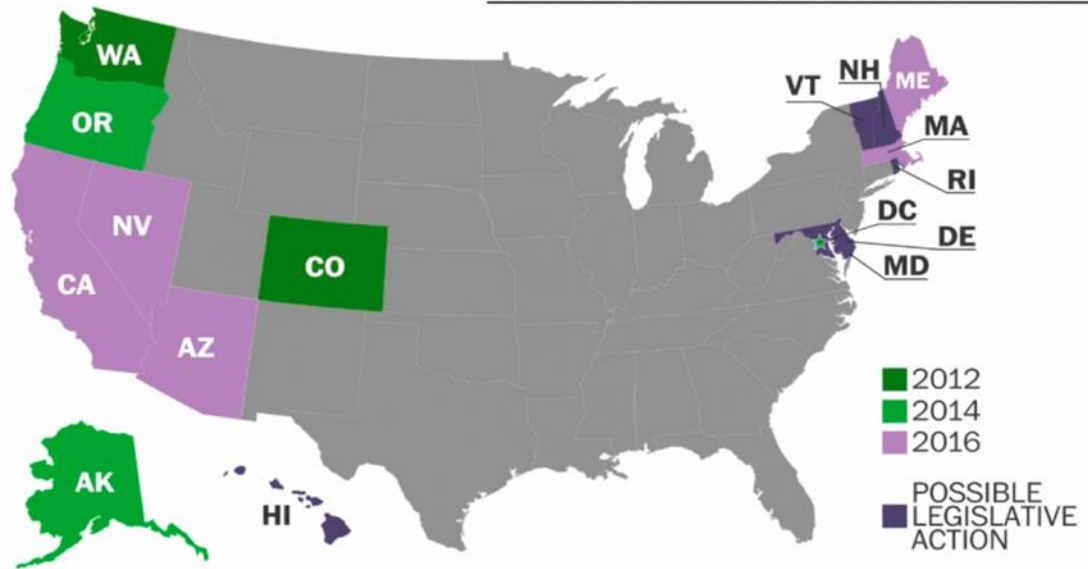 WA
OR
NV
CA
AZ
CO
AK
HI
VT
NH
ME
MA
RI
DC
DE
MD
2012
2014
2016
POSSIBLE
LEGISLATIVE
ACTION